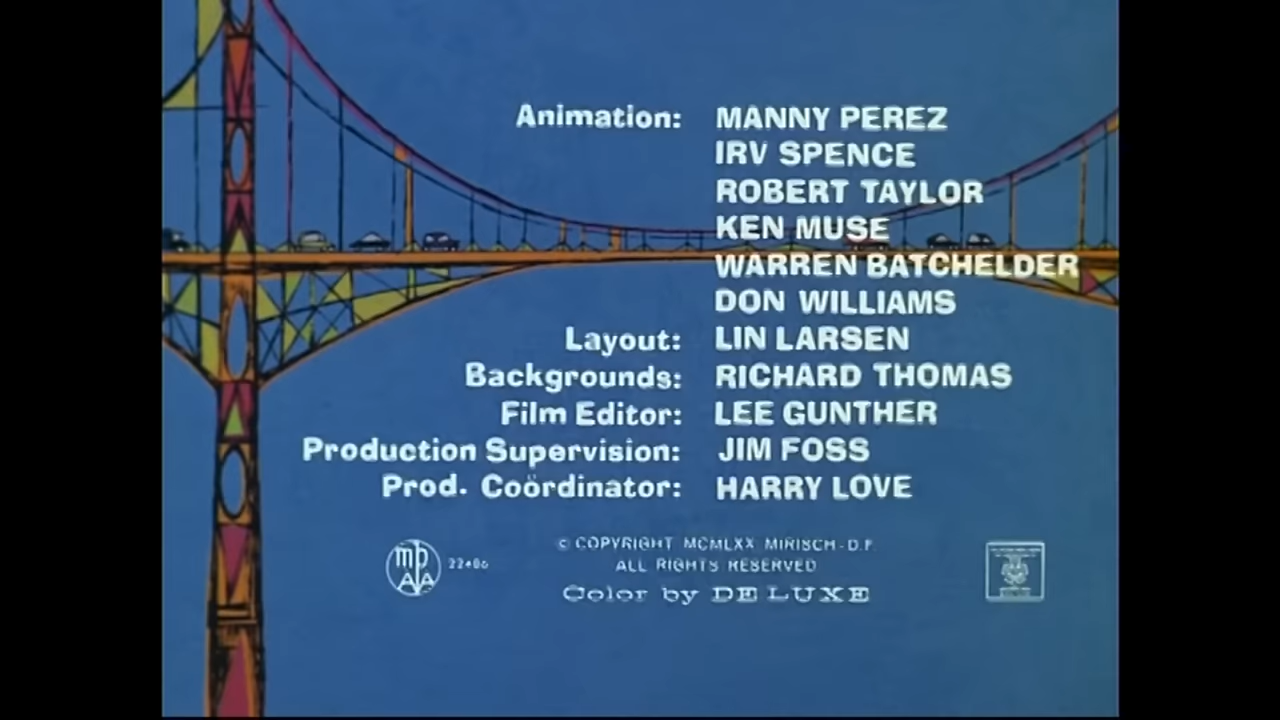 Animation: MANNY PEREZ
IRV SPENCE
ROBERT TAYLOR
KEN MUSE
WARREN BATCHELDER
DON WILLIAMS
Layout: LIN LARSEN
Backgrounds: RICHARD THOMAS
Film Editor: LEE GUNTHER
Production Supervision: JIM FOSS
Prod. Coördinator: HARRY LOVE
© COPYRIGHT MCMLXX MIRISCH-D.F.
ALL RIGHTS RESERVED
Color by DE LUXE
MPAA